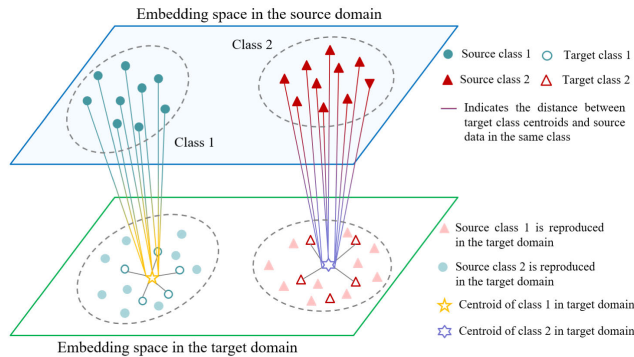 Embedding space in the source domain
Class 2
Class 1
Source class 1
Target class 1
Source class 2
Target class 2
Indicates the distance between
target class centroids and source
data in the same class
Source class 1 is reproduced
in the target domain
Source class 2 is reproduced
in the target domain
Centroid of class 1 in target domain
Centroid of class 2 in target domain
Embedding space in the target domain